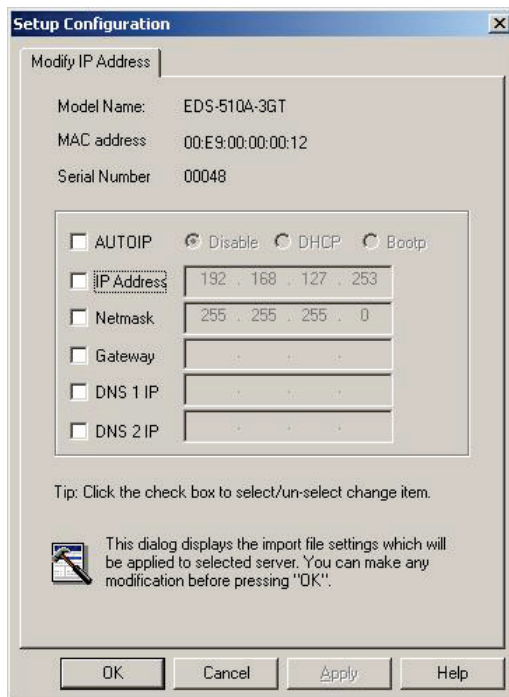 Setup Configuration
Modify IP Address
Model Name: EDS-510A-3GT
MAC address 00:E9:00:00:00:12
Serial Number 00048
AUTOIP Disable DHCP Bootp
IP Address 192 . 168 . 127 . 253
Netmask 255 . 255 . 255 . 0
Gateway . . .
DNS 1 IP . . .
DNS 2 IP . . .
Tip: Click the check box to select/un-select change item.
This dialog displays the import file settings which will
be applied to selected server. You can make any
modification before pressing "OK".
OK Cancel Apply Help